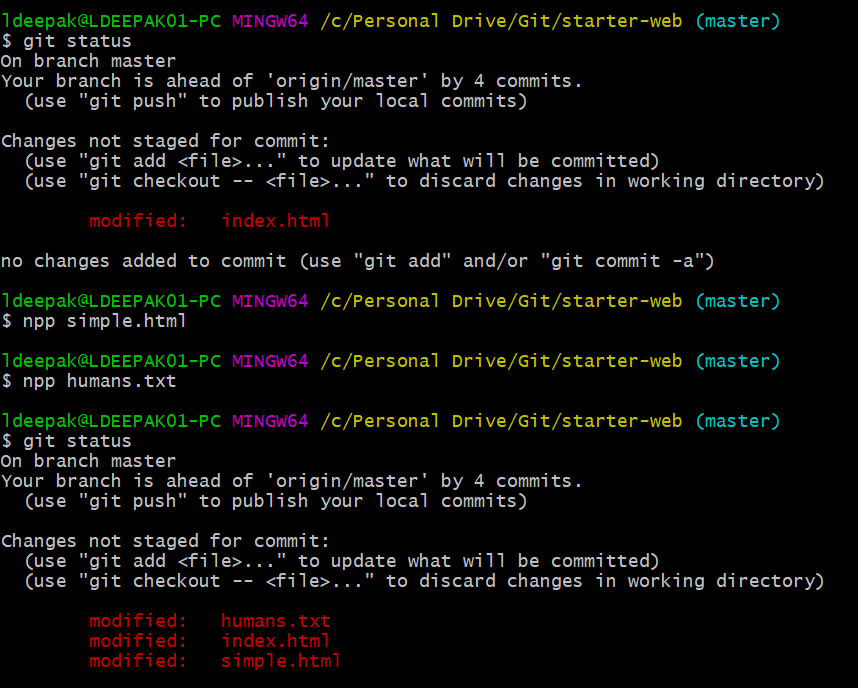 ldeepak@LDEEPAK01-PC MINGW64 /c/Personal Drive/Git/starter-web (master)
$ git status
On branch master
Your branch is ahead of 'origin/master' by 4 commits.
  (use "git push" to publish your local commits)

Changes not staged for commit:
  (use "git add <file>..." to update what will be committed)
  (use "git checkout -- <file>..." to discard changes in working directory)

        modified:   index.html

no changes added to commit (use "git add" and/or "git commit -a")

ldeepak@LDEEPAK01-PC MINGW64 /c/Personal Drive/Git/starter-web (master)
$ npp simple.html

ldeepak@LDEEPAK01-PC MINGW64 /c/Personal Drive/Git/starter-web (master)
$ npp humans.txt

ldeepak@LDEEPAK01-PC MINGW64 /c/Personal Drive/Git/starter-web (master)
$ git status
On branch master
Your branch is ahead of 'origin/master' by 4 commits.
  (use "git push" to publish your local commits)

Changes not staged for commit:
  (use "git add <file>..." to update what will be committed)
  (use "git checkout -- <file>..." to discard changes in working directory)

        modified:   humans.txt
        modified:   index.html
        modified:   simple.html